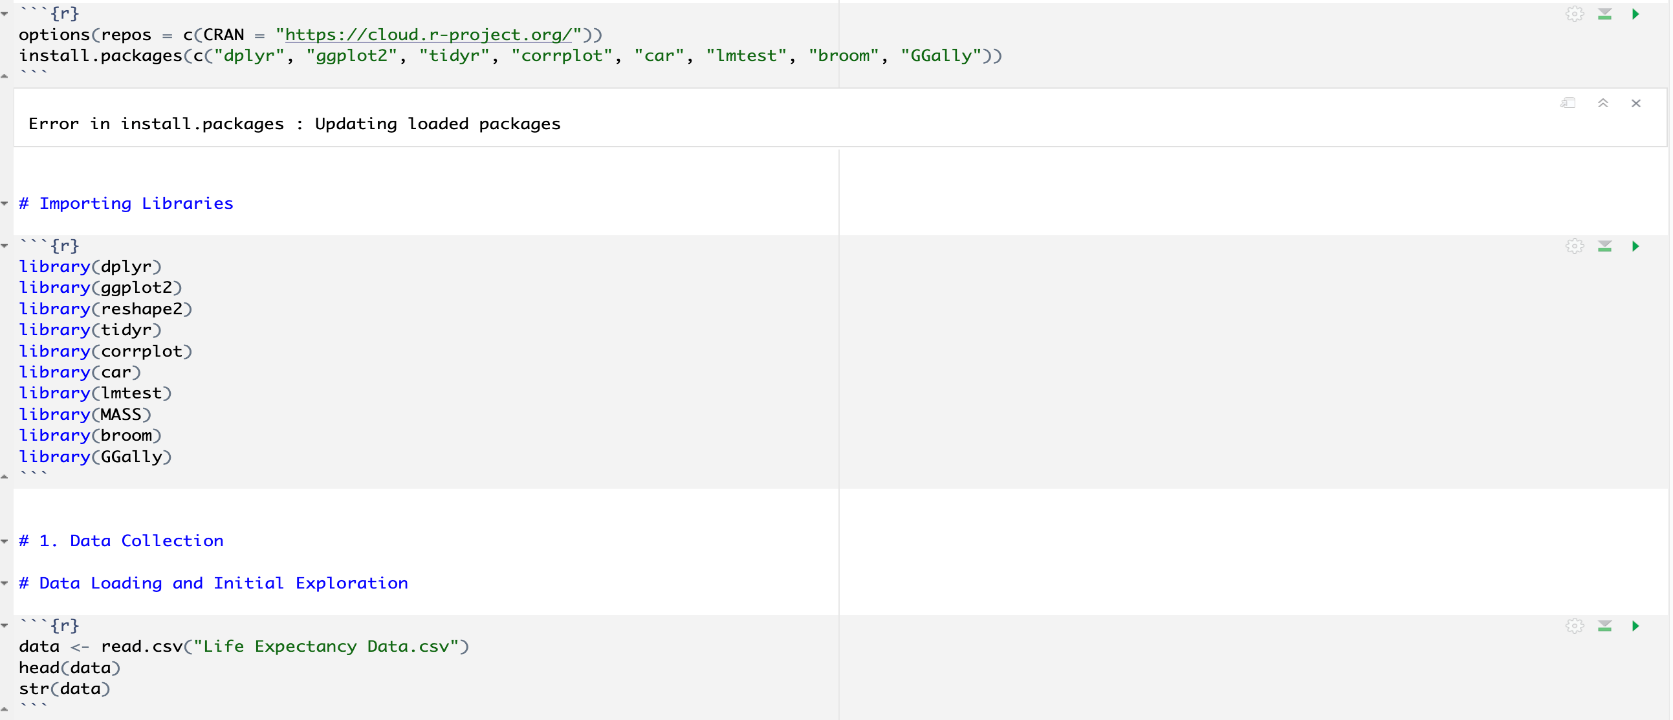 ```{r}
options(repos = c(CRAN = "https://cloud.r-project.org/"))
install.packages(c("dplyr", "ggplot2", "tidyr", "corrplot", "car", "lmtest", "broom", "GGally"))
```
Error in install.packages : Updating loaded packages
# Importing Libraries
```{r}
library(dplyr)
library(ggplot2)
library(reshape2)
library(tidyr)
library(corrplot)
library(car)
library(lmtest)
library(MASS)
library(broom)
library(GGally)
```
# 1. Data Collection
# Data Loading and Initial Exploration
```{r}
data <- read.csv("Life Expectancy Data.csv")
head(data)
str(data)
```